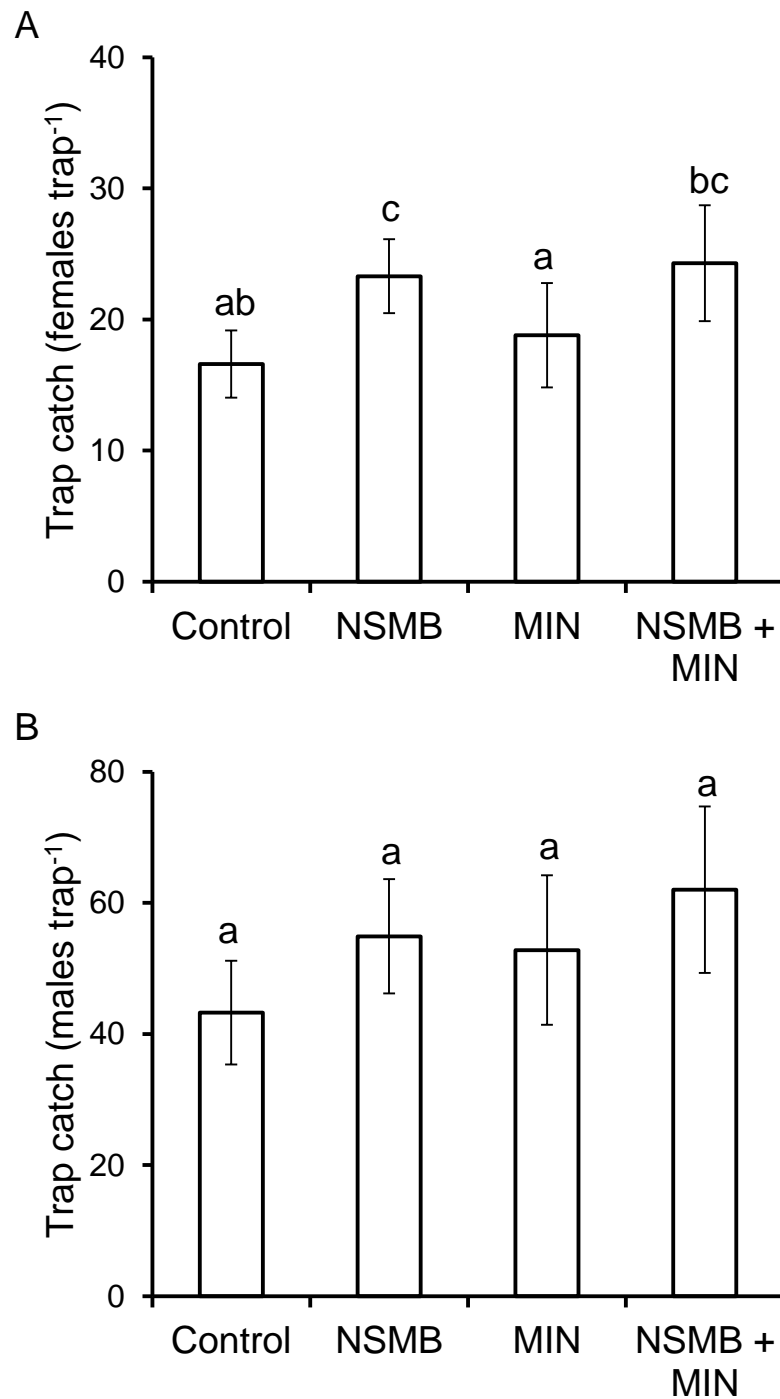 A
Trap catch (females trap⁻¹)
40
30
20
10
0
ab
c
a
bc
Control NSMB MIN NSMB +
MIN
B
Trap catch (males trap⁻¹)
80
60
40
20
0
a
a
a
a
Control NSMB MIN NSMB +
MIN